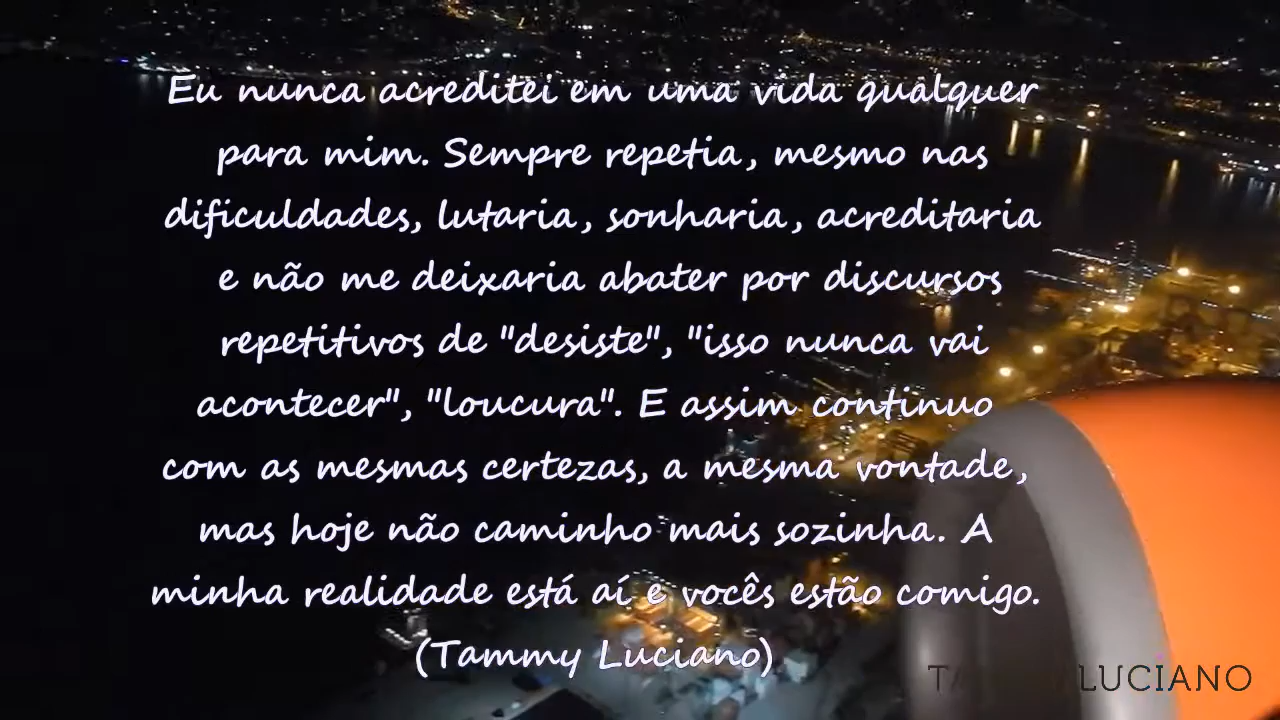 Eu nunca acreditei em uma vida qualquer
para mim. Sempre repetia, mesmo nas
dificuldades, lutaria, sonharia, acreditaria
e não me deixaria abater por discursos
repetitivos de "desiste", "isso nunca vai
acontecer", "loucura". E assim continuo
com as mesmas certezas, a mesma vontade,
mas hoje não caminho mais sozinha. A
minha realidade está aí e vocês estão comigo.
(Tammy Luciano)
LUCIANO